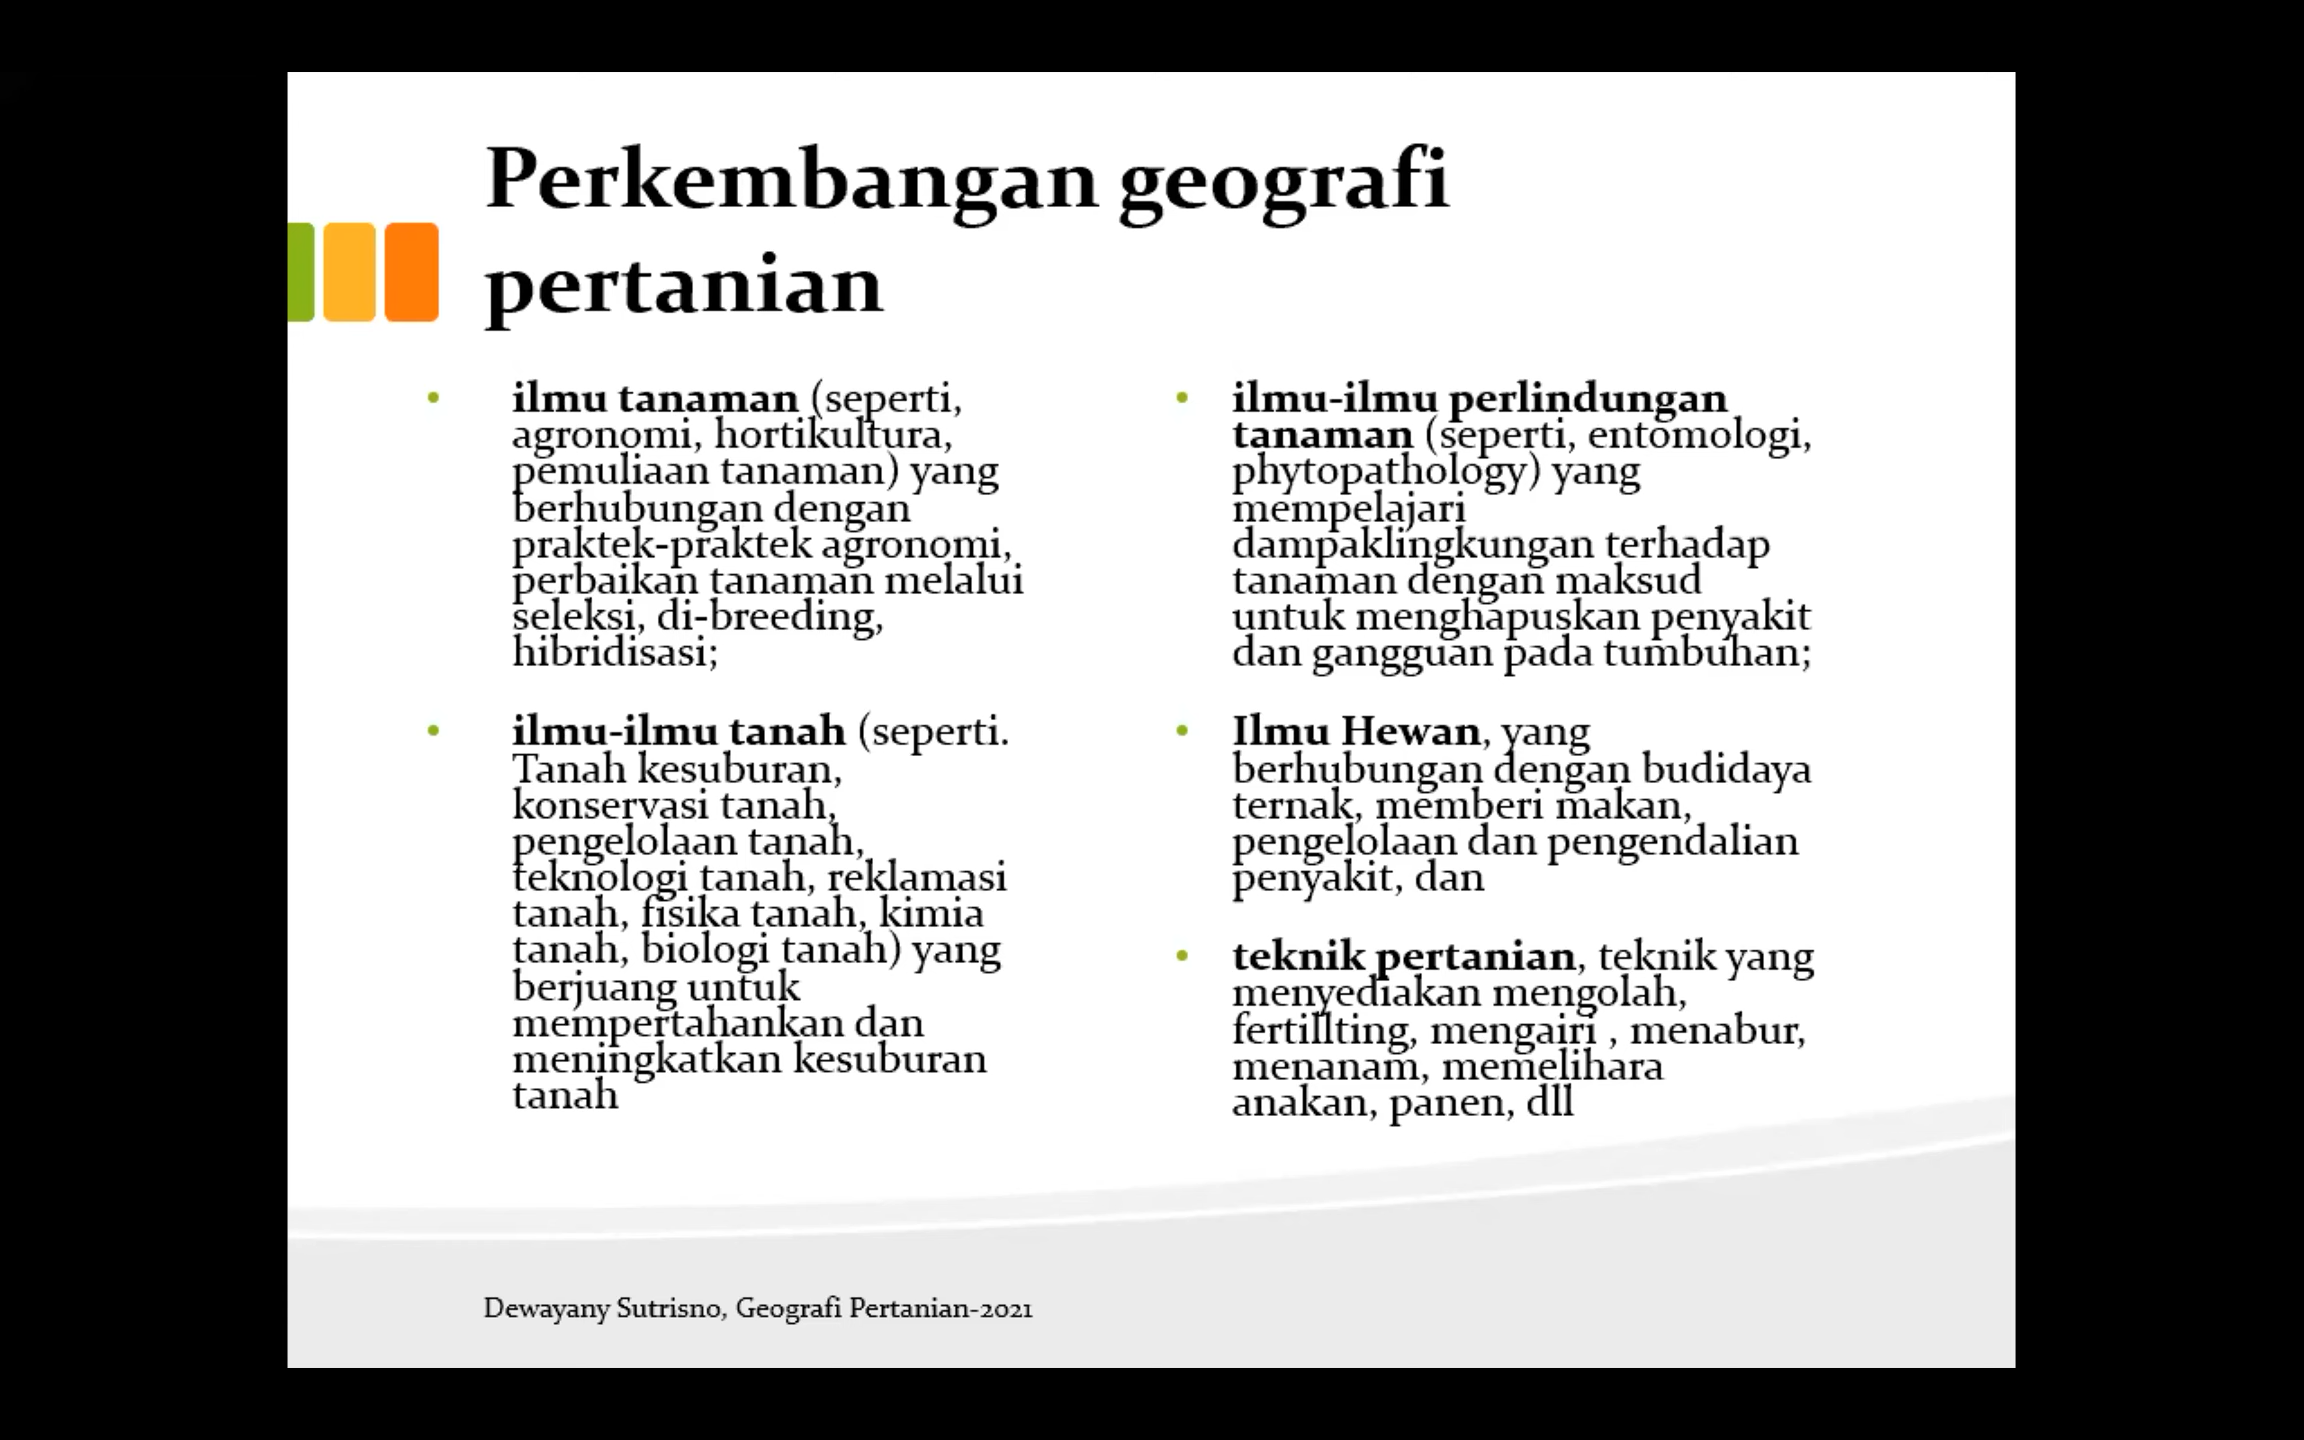 Perkembangan geografi
pertanian
• ilmu tanaman (seperti,
agronomi, hortikultura,
pemuliaan tanaman) yang
berhubungan dengan
praktek-praktek agronomi,
perbaikan tanaman melalui
seleksi, di-breeding,
hibridisasi;
• ilmu-ilmu tanah (seperti.
Tanah kesuburan,
konservasi tanah,
pengelolaan tanah,
teknologi tanah, reklamasi
tanah, fisika tanah, kimia
tanah, biologi tanah) yang
berjuang untuk
mempertahankan dan
meningkatkan kesuburan
tanah
• ilmu-ilmu perlindungan
tanaman (seperti, entomologi,
phytopathology) yang
mempelajari
dampaklingkungan terhadap
tanaman dengan maksud
untuk menghapuskan penyakit
dan gangguan pada tumbuhan;
• Ilmu Hewan, yang
berhubungan dengan budidaya
ternak, memberi makan,
pengelolaan dan pengendalian
penyakit, dan
• teknik pertanian, teknik yang
menyediakan mengolah,
fertillting, mengairi , menabur,
menanam, memelihara
anakan, panen, dll
Dewayany Sutrisno, Geografi Pertanian-2021